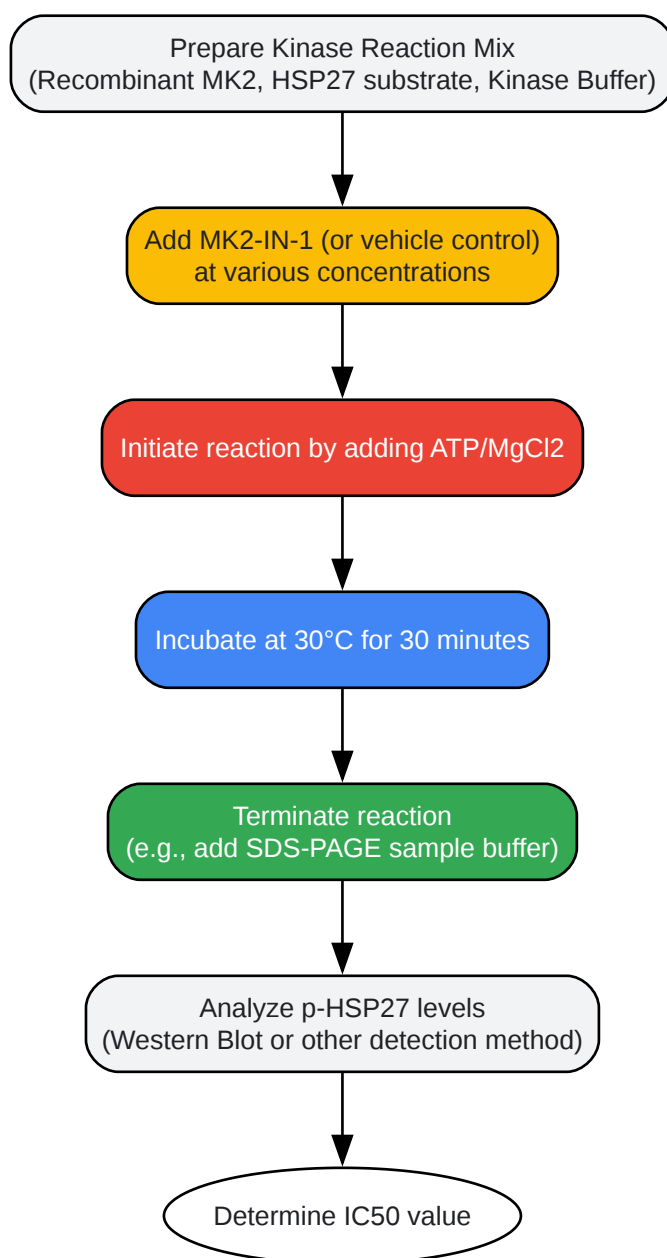 Prepare Kinase Reaction Mix
(Recombinant MK2, HSP27 substrate, Kinase Buffer)
Add MK2-IN-1 (or vehicle control)
at various concentrations
Initiate reaction by adding ATP/MgCl2
Incubate at 30°C for 30 minutes
Terminate reaction
(e.g., add SDS-PAGE sample buffer)
Analyze p-HSP27 levels
(Western Blot or other detection method)
Determine IC50 value